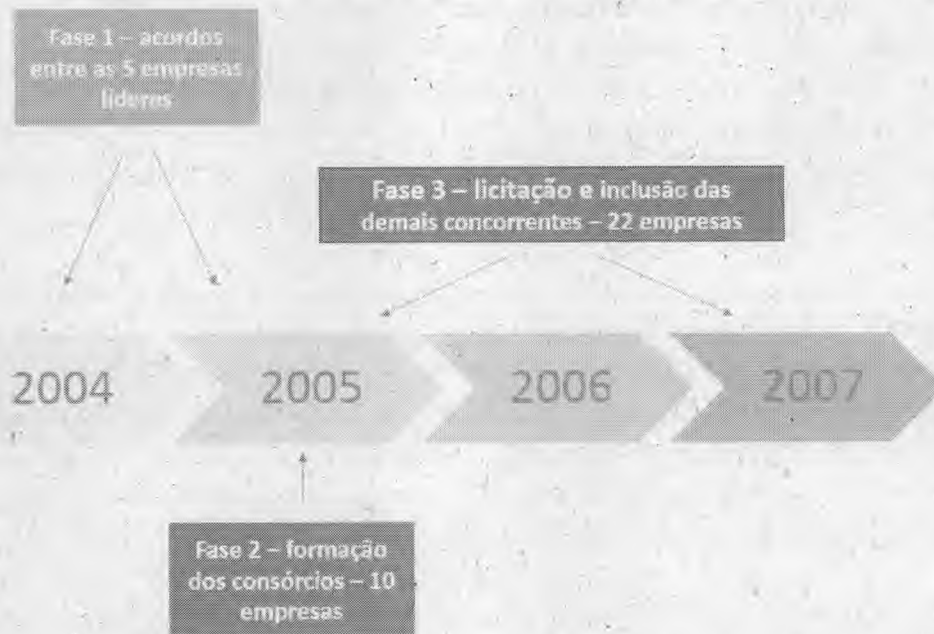 Fase 1 – acordos
entre as 5 empresas
líderes
Fase 3 – licitação e inclusão das
demais concorrentes – 22 empresas
2004
2005
2006
2007
Fase 2 – formação
dos consórcios – 10
empresas